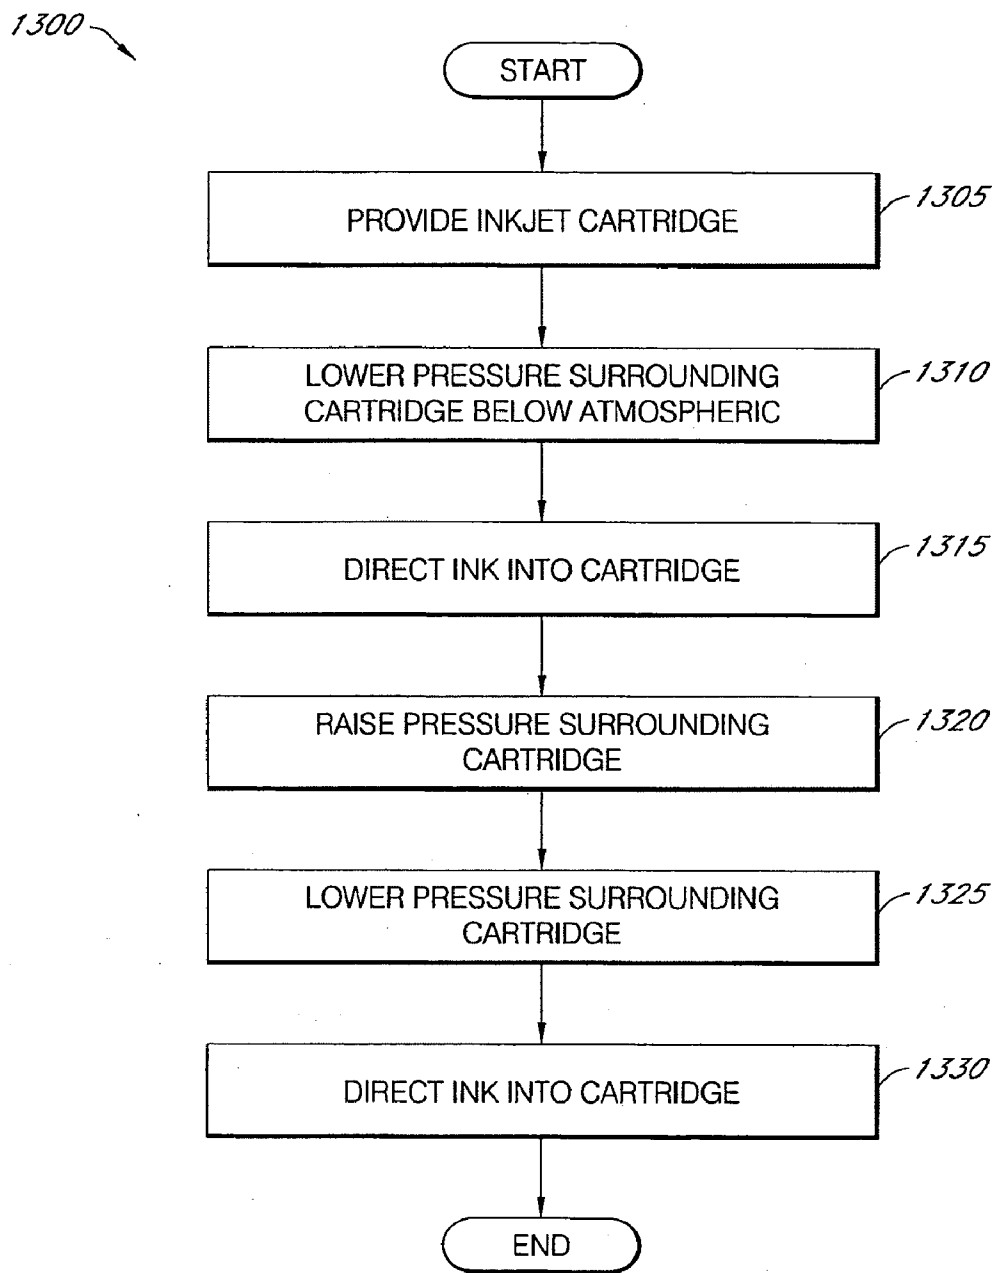 1300
START
PROVIDE INKJET CARTRIDGE
1305
LOWER PRESSURE SURROUNDING
CARTRIDGE BELOW ATMOSPHERIC
1310
DIRECT INK INTO CARTRIDGE
1315
RAISE PRESSURE SURROUNDING
CARTRIDGE
1320
LOWER PRESSURE SURROUNDING
CARTRIDGE
1325
DIRECT INK INTO CARTRIDGE
1330
END